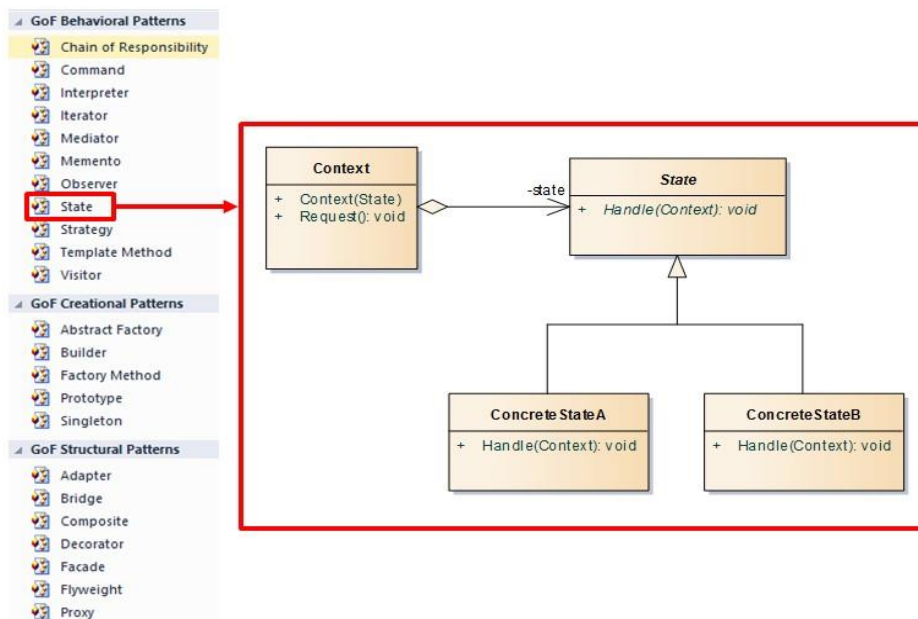 GoF Behavioral Patterns
Chain of Responsibility
Command
Interpreter
Iterator
Mediator
Memento
Observer
State
Strategy
Template Method
Visitor
GoF Creational Patterns
Abstract Factory
Builder
Factory Method
Prototype
Singleton
GoF Structural Patterns
Adapter
Bridge
Composite
Decorator
Facade
Flyweight
Proxy
Context
+ Context(State)
+ Request(): void
-state
State
+ Handle(Context): void
ConcreteStateA
+ Handle(Context): void
ConcreteStateB
+ Handle(Context): void